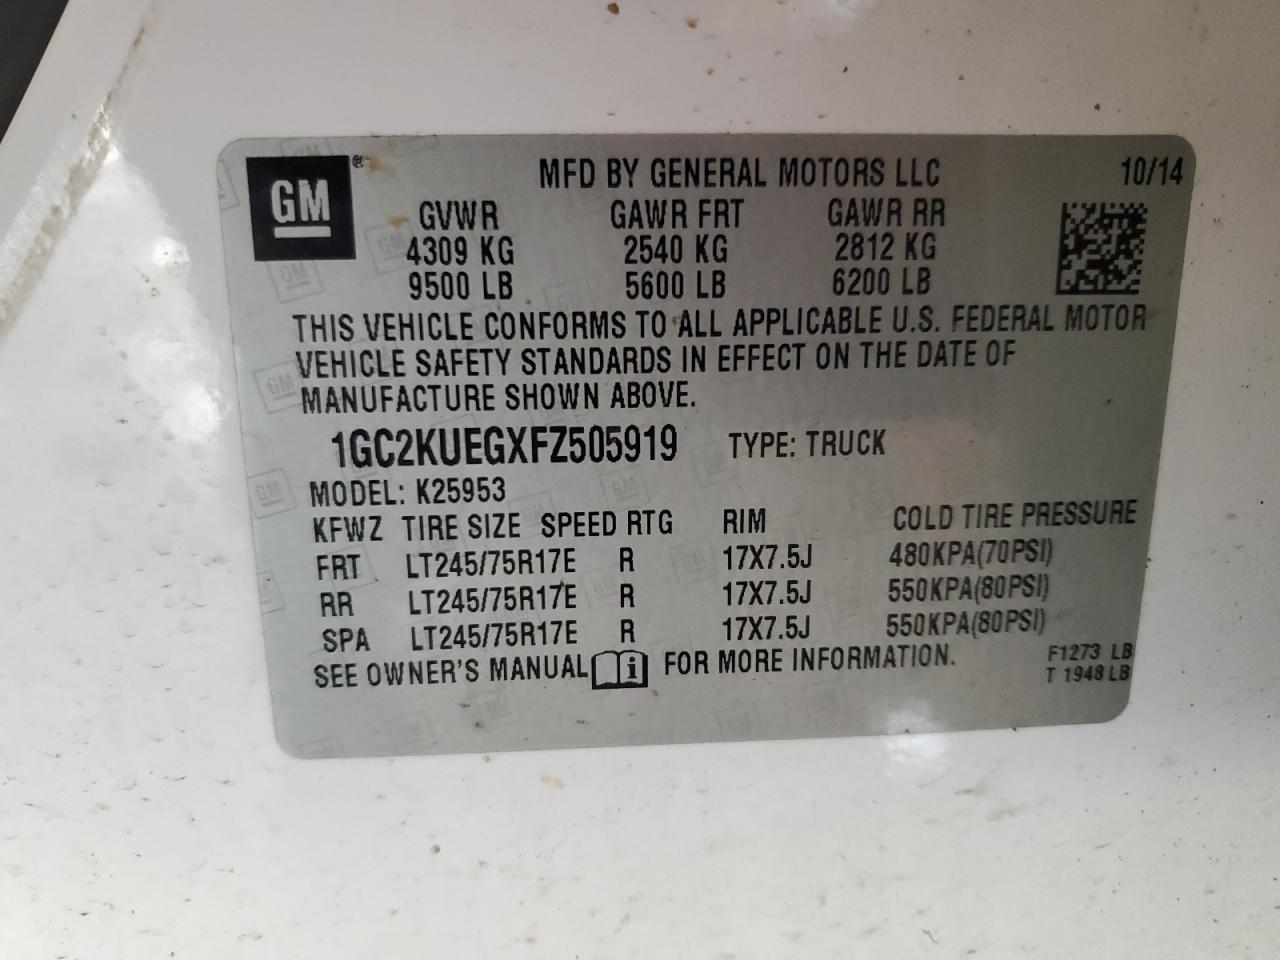 GM ® MFD BY GENERAL MOTORS LLC 10/14
GVWR GAWR FRT GAWR RR
4309 KG 2540 KG 2812 KG
9500 LB 5600 LB 6200 LB
THIS VEHICLE CONFORMS TO ALL APPLICABLE U.S. FEDERAL MOTOR
VEHICLE SAFETY STANDARDS IN EFFECT ON THE DATE OF
MANUFACTURE SHOWN ABOVE.
1GC2KUEGXFZ505919 TYPE: TRUCK
MODEL: K25953
KFWZ TIRE SIZE SPEED RTG RIM COLD TIRE PRESSURE
FRT LT245/75R17E R 17X7.5J 480KPA(70PSI)
RR LT245/75R17E R 17X7.5J 550KPA(80PSI)
SPA LT245/75R17E R 17X7.5J 550KPA(80PSI)
SEE OWNER'S MANUAL i FOR MORE INFORMATION.
F1273 LB
T 1948 LB